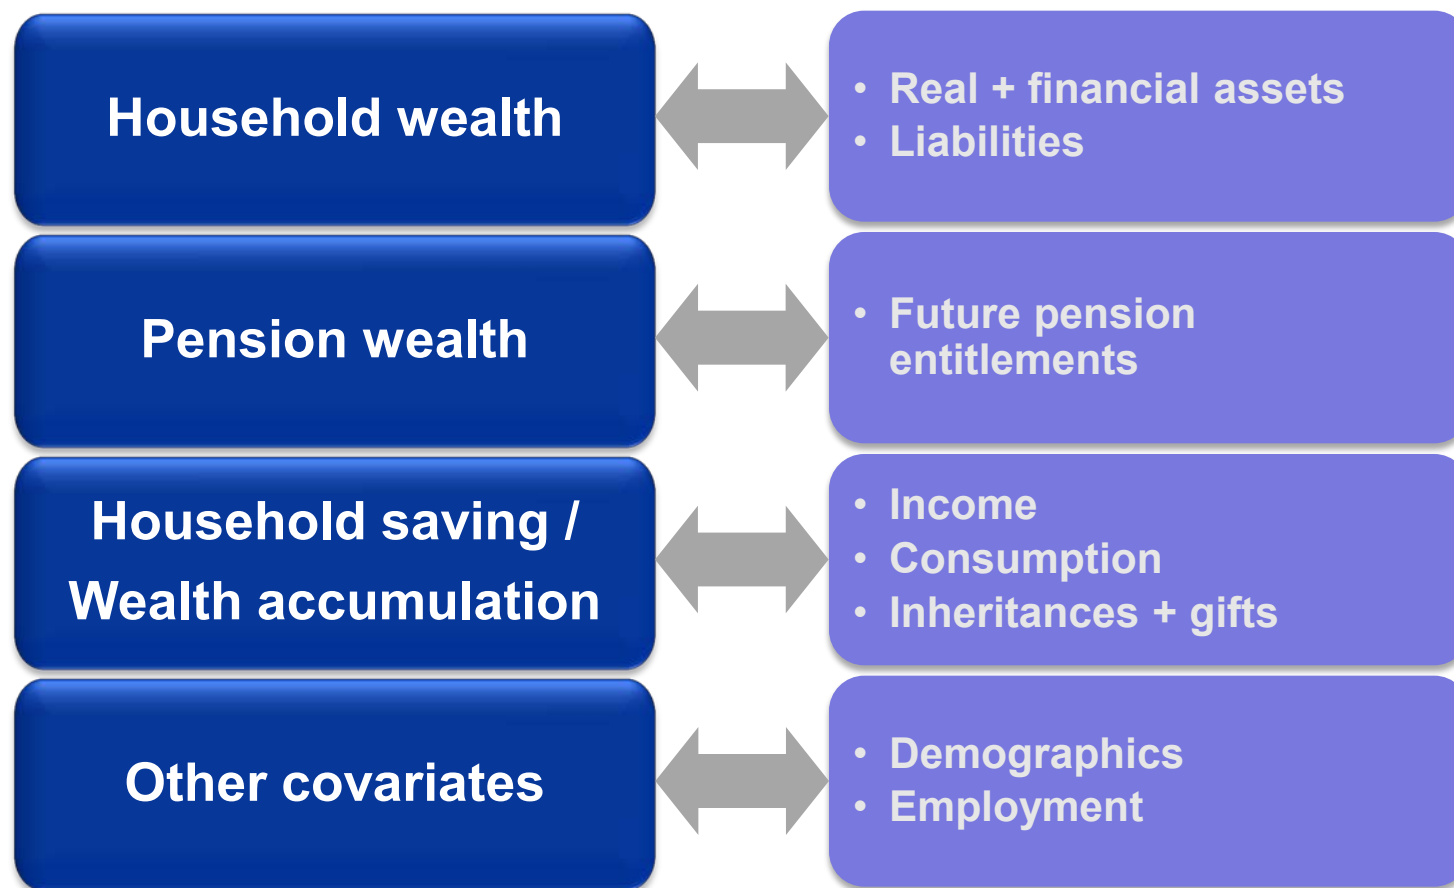 Household wealth
• Real + financial assets
• Liabilities
Pension wealth
• Future pension
entitlements
Household saving /
Wealth accumulation
• Income
• Consumption
• Inheritances + gifts
Other covariates
• Demographics
• Employment